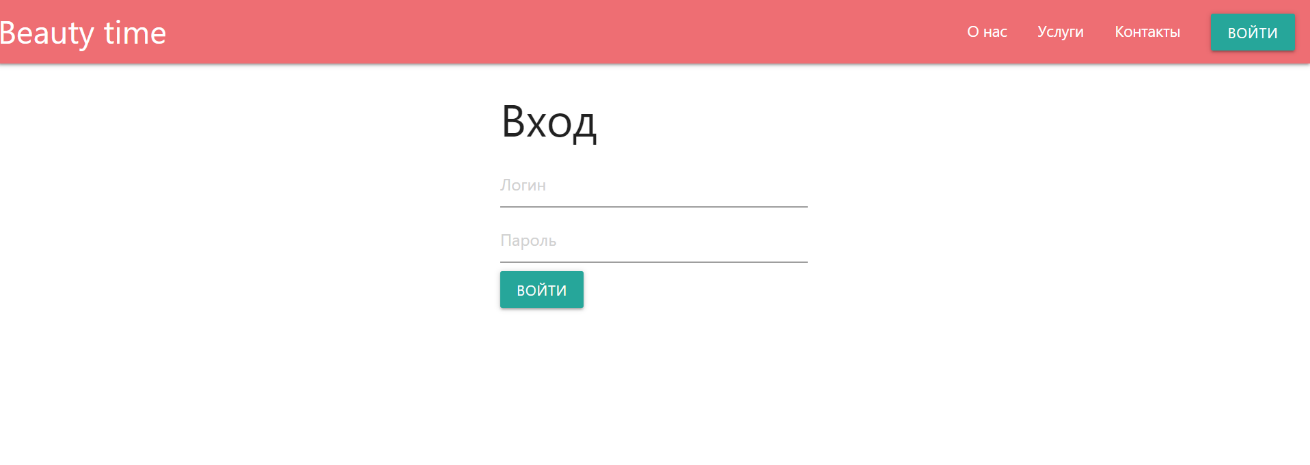 Beauty time
О нас Услуги Контакты ВОЙТИ
Вход
Логин
Пароль
ВОЙТИ